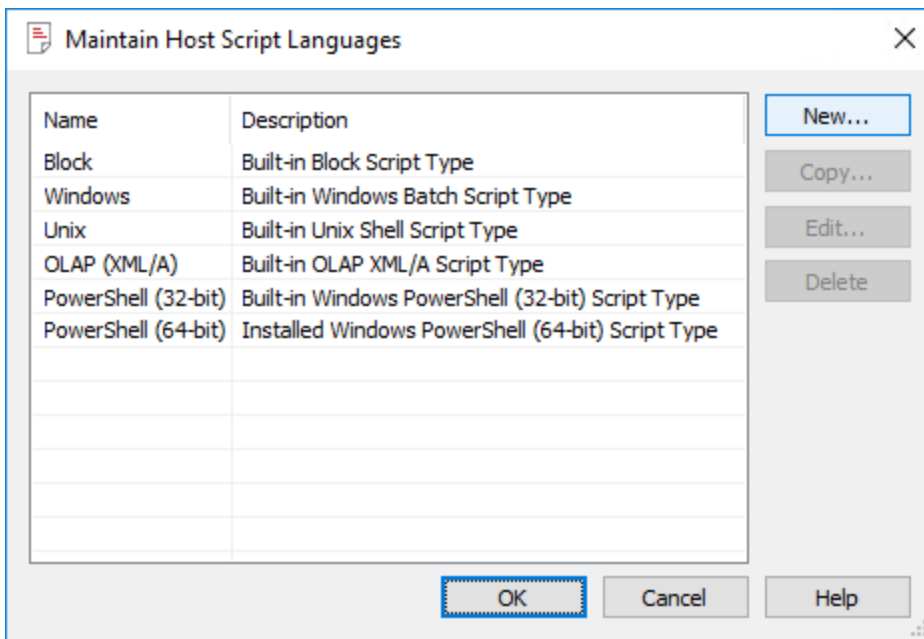 Maintain Host Script Languages
Name Description
Block Built-in Block Script Type
Windows Built-in Windows Batch Script Type
Unix Built-in Unix Shell Script Type
OLAP (XML/A) Built-in OLAP XML/A Script Type
PowerShell (32-bit) Built-in Windows PowerShell (32-bit) Script Type
PowerShell (64-bit) Installed Windows PowerShell (64-bit) Script Type
New...
Copy...
Edit...
Delete
OK Cancel Help